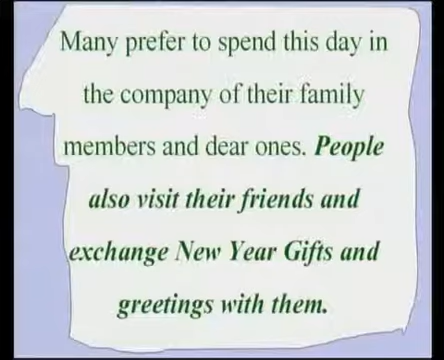 Many prefer to spend this day in
the company of their family
members and dear ones. People
also visit their friends and
exchange New Year Gifts and
greetings with them.